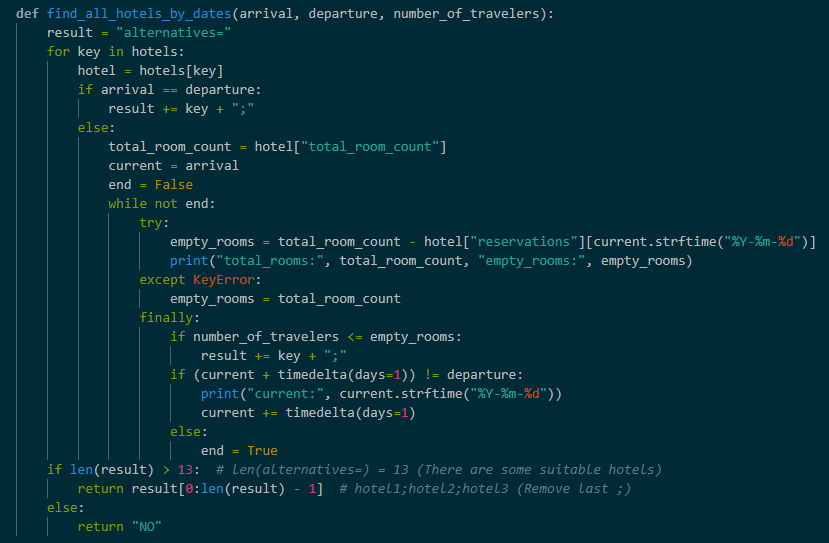 def find_all_hotels_by_dates(arrival, departure, number_of_travelers):
    result = "alternatives="
    for key in hotels:
        hotel = hotels[key]
        if arrival == departure:
            result += key + ";"
        else:
            total_room_count = hotel["total_room_count"]
            current = arrival
            end = False
            while not end:
                try:
                    empty_rooms = total_room_count - hotel["reservations"][current.strftime("%Y-%m-%d")]
                    print("total_rooms:", total_room_count, "empty_rooms:", empty_rooms)
                except KeyError:
                    empty_rooms = total_room_count
                finally:
                    if number_of_travelers <= empty_rooms:
                        result += key + ";"
                    if (current + timedelta(days=1)) != departure:
                        print("current:", current.strftime("%Y-%m-%d"))
                        current += timedelta(days=1)
                    else:
                        end = True
    if len(result) > 13:  # len(alternatives=) = 13 (There are some suitable hotels)
        return result[0:len(result) - 1]  # hotel1;hotel2;hotel3 (Remove last ;)
    else:
        return "NO"